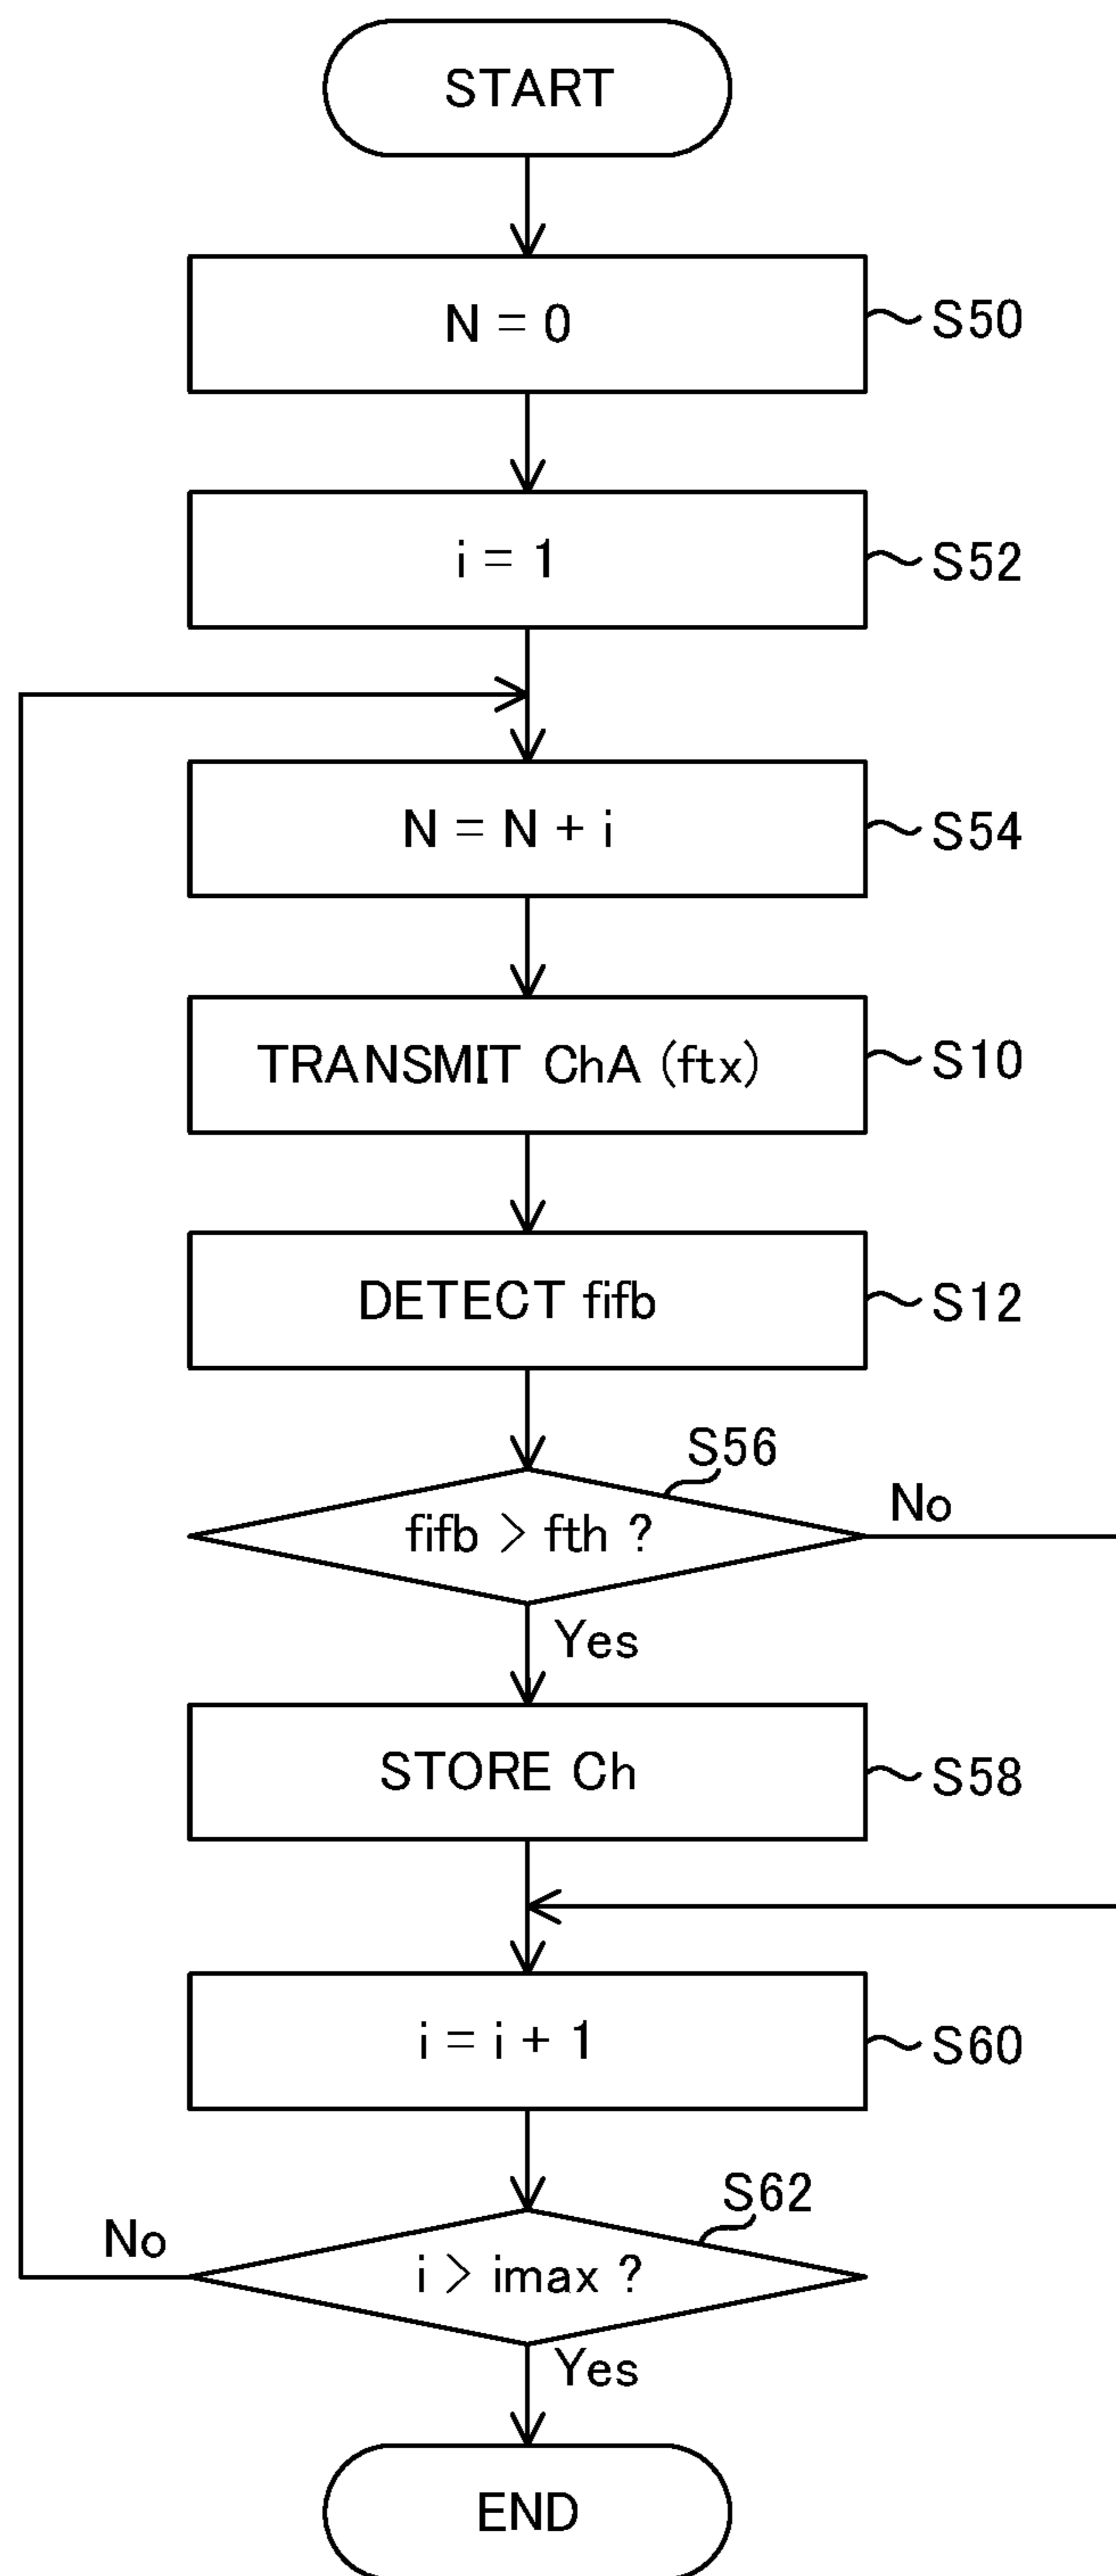 START
N = 0
S50
i = 1
S52
N = N + i
S54
TRANSMIT ChA (ftx)
S10
DETECT fifb
S12
S56
fifb > fth ?
No
Yes
STORE Ch
S58
i = i + 1
S60
S62
No
i > imax ?
Yes
END